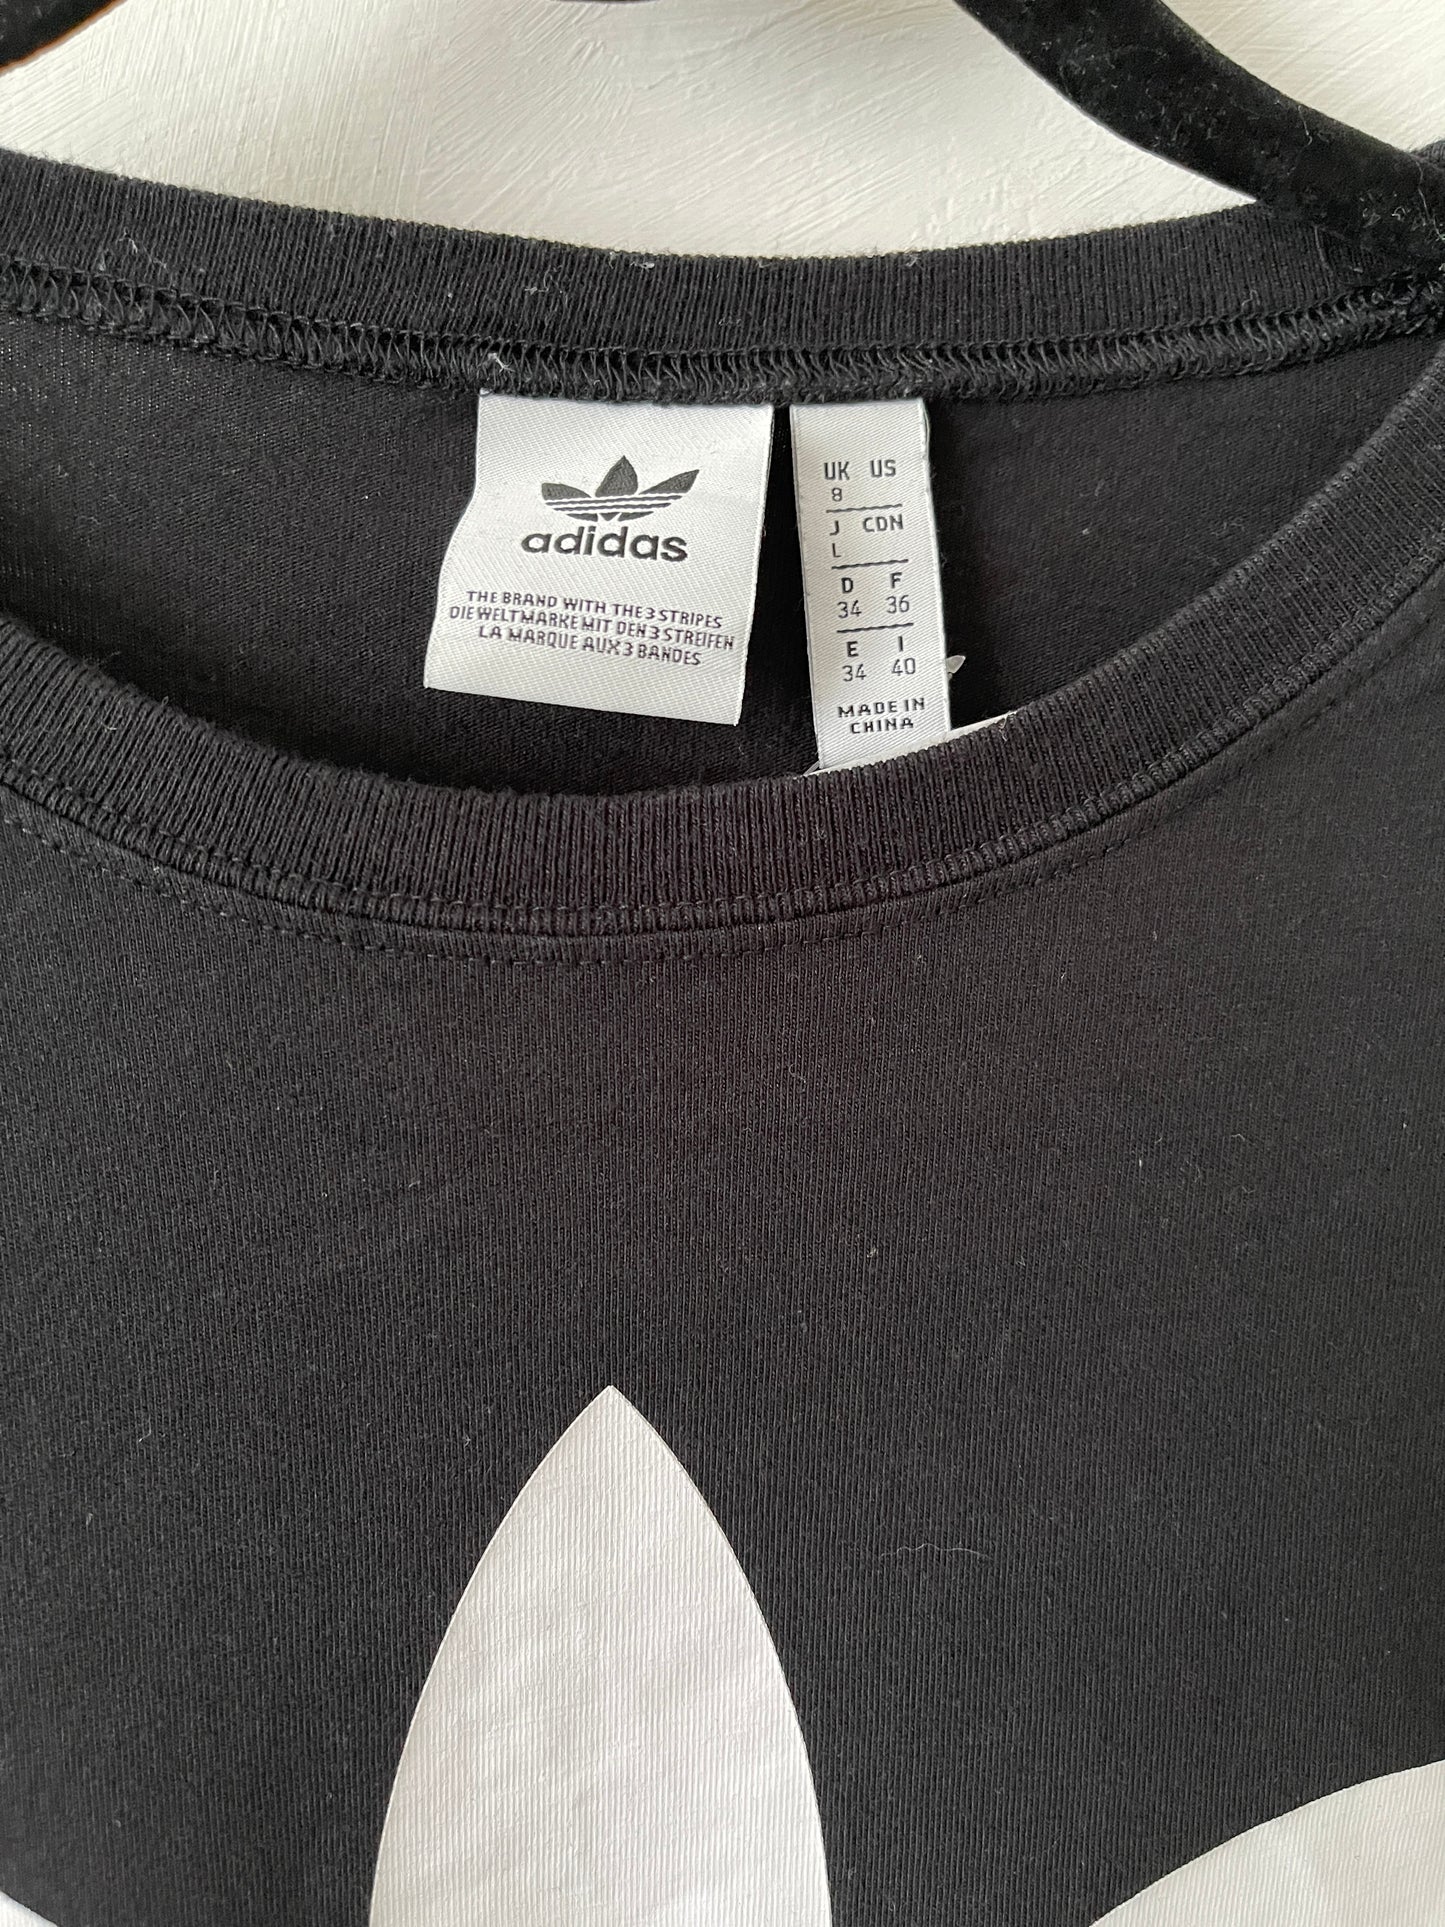 adidas
THE BRAND WITH THE 3 STRIPES
DIE WELTMARKE MIT DEN 3 STREIFEN
LA MARQUE AUX 3 BANDES
UK US
8
J CDN
L
D F
34 36
E I
34 40
MADE IN
CHINA